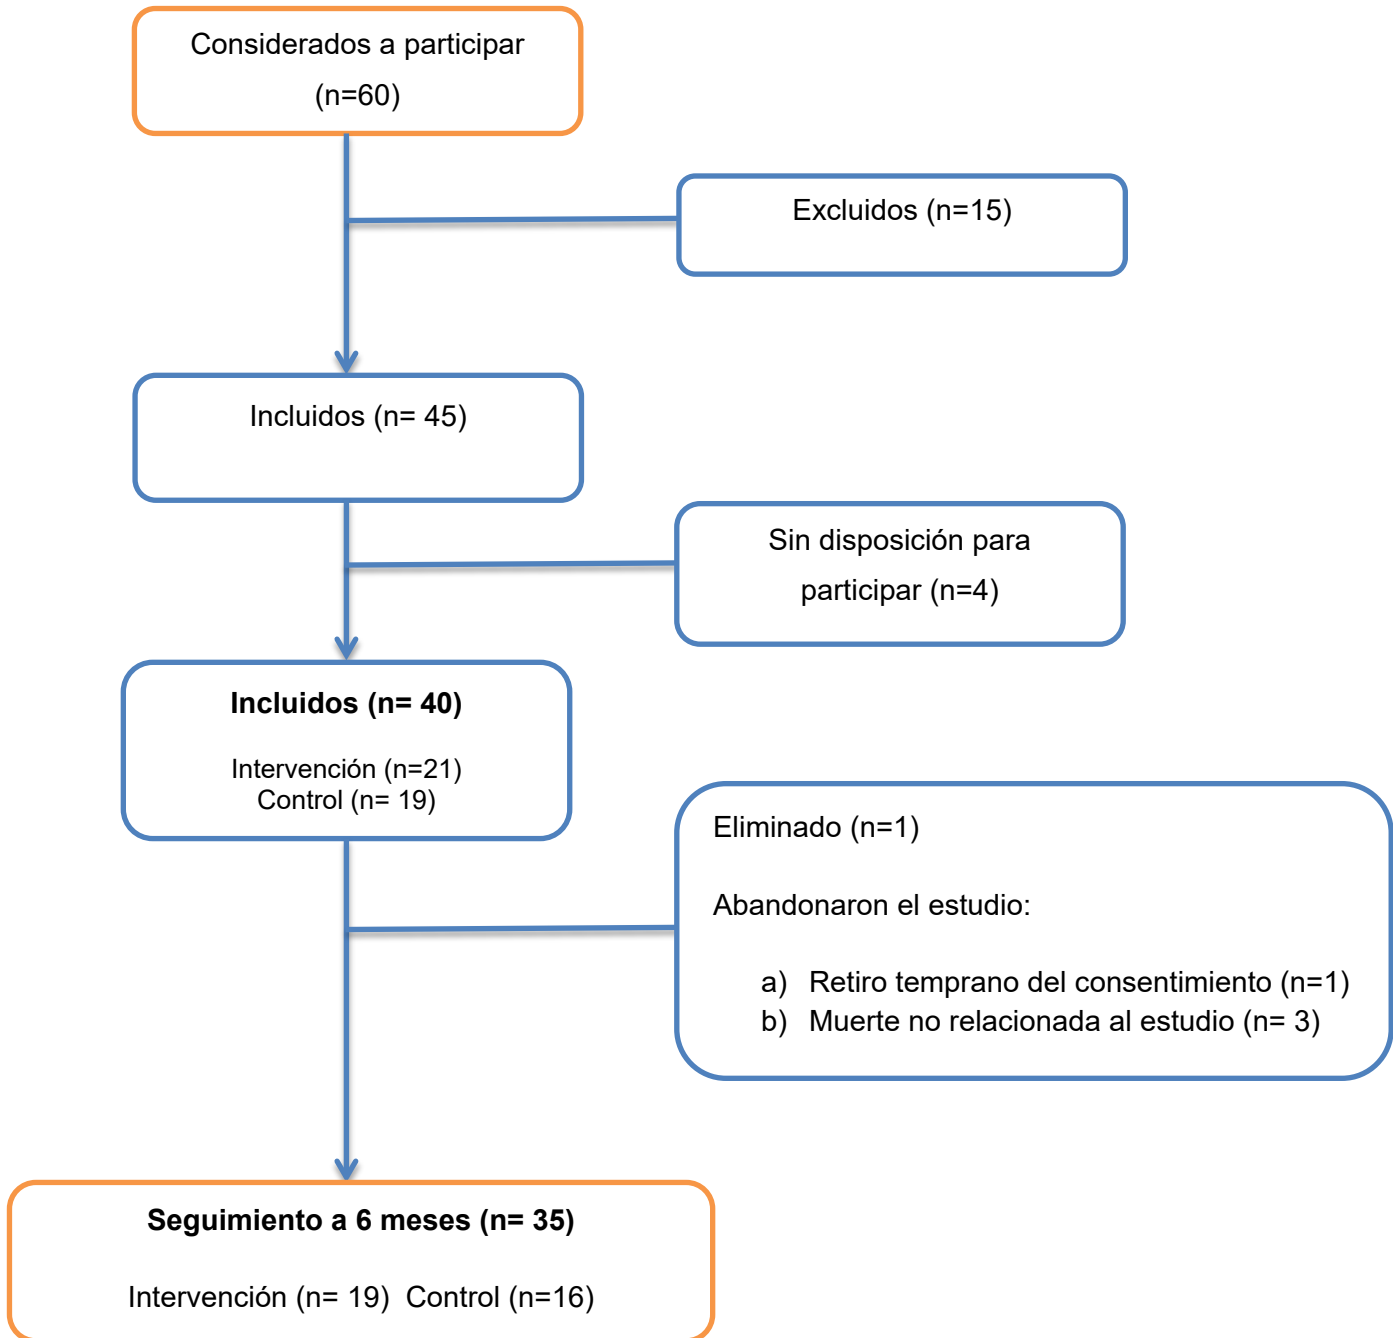 Considerados a participar
(n=60)
Excluidos (n=15)
Incluidos (n= 45)
Sin disposición para
participar (n=4)
Incluidos (n= 40)
Intervención (n=21)
Control (n= 19)
Eliminado (n=1)
Abandonaron el estudio:
a) Retiro temprano del consentimiento (n=1)
b) Muerte no relacionada al estudio (n= 3)
Seguimiento a 6 meses (n= 35)
Intervención (n= 19) Control (n=16)